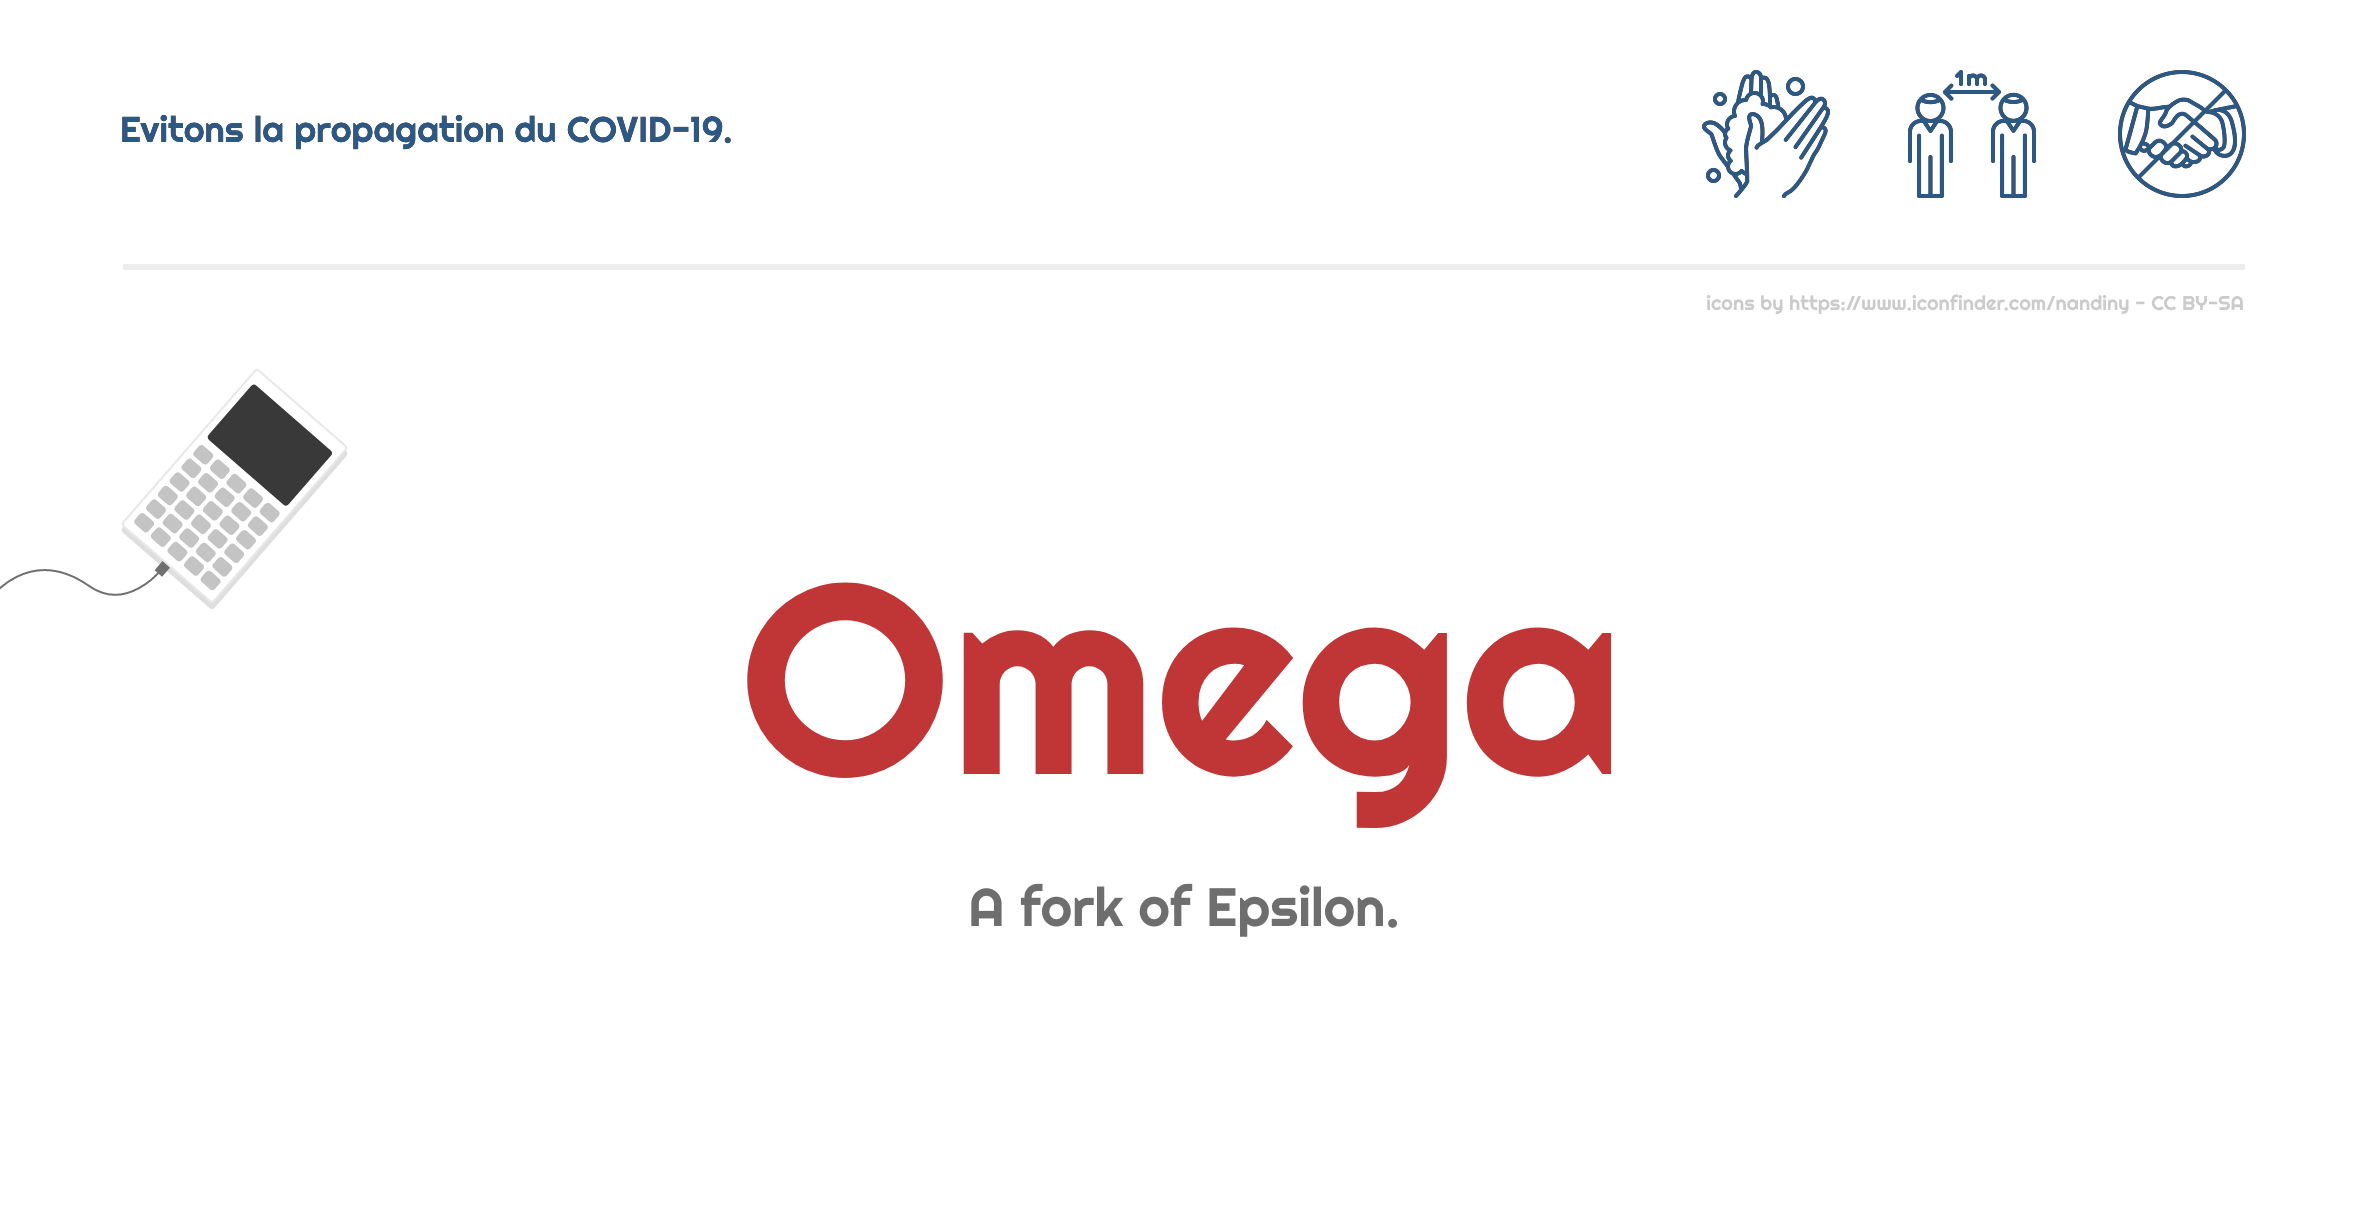 Evitons la propagation du COVID-19.
1m
icons by https://www.iconfinder.com/nandiny - CC BY-SA
Omega
A fork of Epsilon.